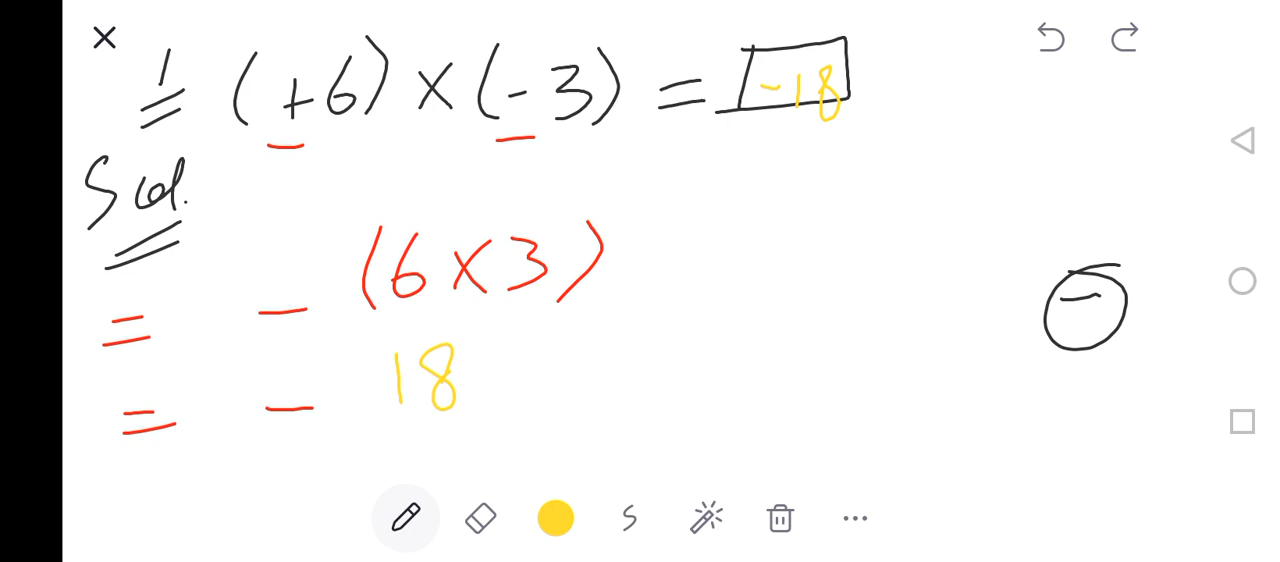 1 (+6) × (-3) = -18
Sol.
= - (6 × 3)
= - 18
-